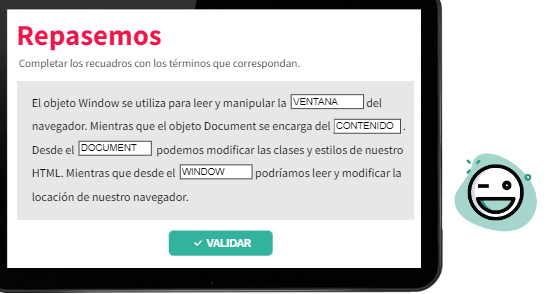 Repasemos
Completar los recuadros con los términos que correspondan.
El objeto Window se utiliza para leer y manipular la VENTANA del
navegador. Mientras que el objeto Document se encarga del CONTENIDO .
Desde el DOCUMENT podemos modificar las clases y estilos de nuestro
HTML. Mientras que desde el WINDOW podríamos leer y modificar la
locación de nuestro navegador.
VALIDAR